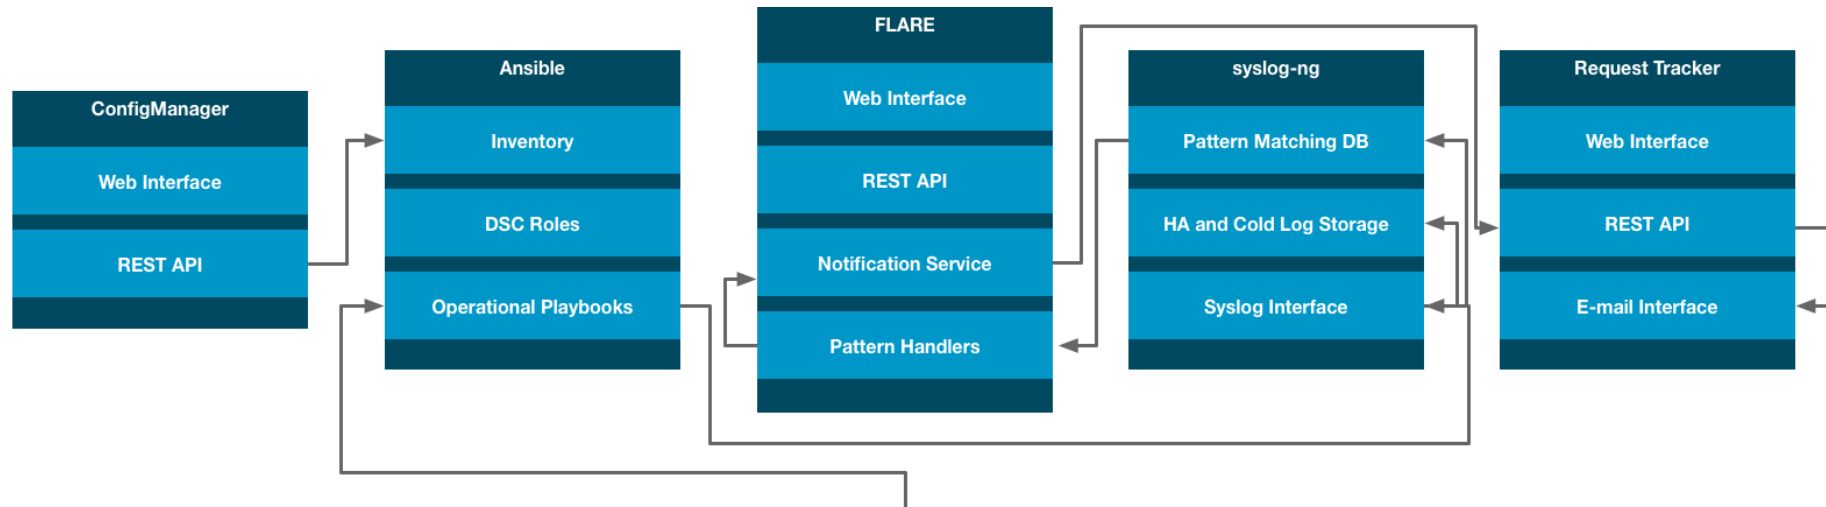 ConfigManager
Web Interface
REST API
Ansible
Inventory
DSC Roles
Operational Playbooks
FLARE
Web Interface
REST API
Notification Service
Pattern Handlers
syslog-ng
Pattern Matching DB
HA and Cold Log Storage
Syslog Interface
Request Tracker
Web Interface
REST API
E-mail Interface